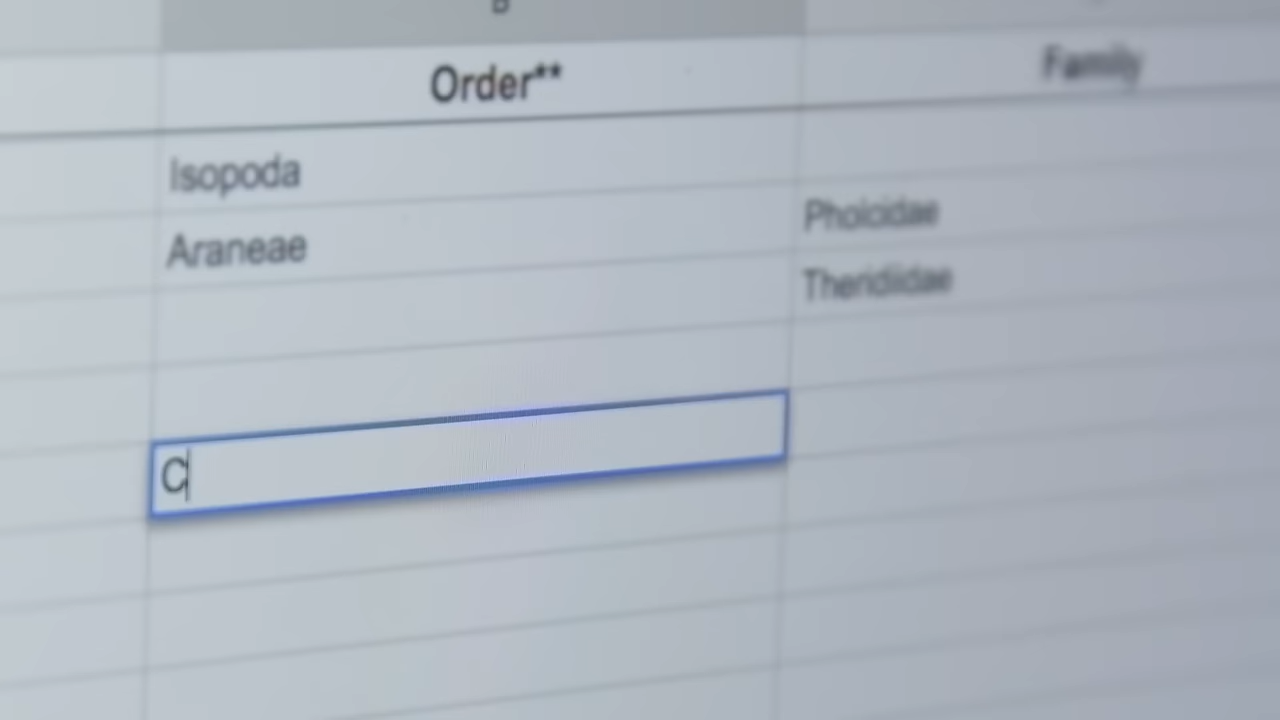 Order** Family
Isopoda
Araneae Pholcidae
Theridiidae
C